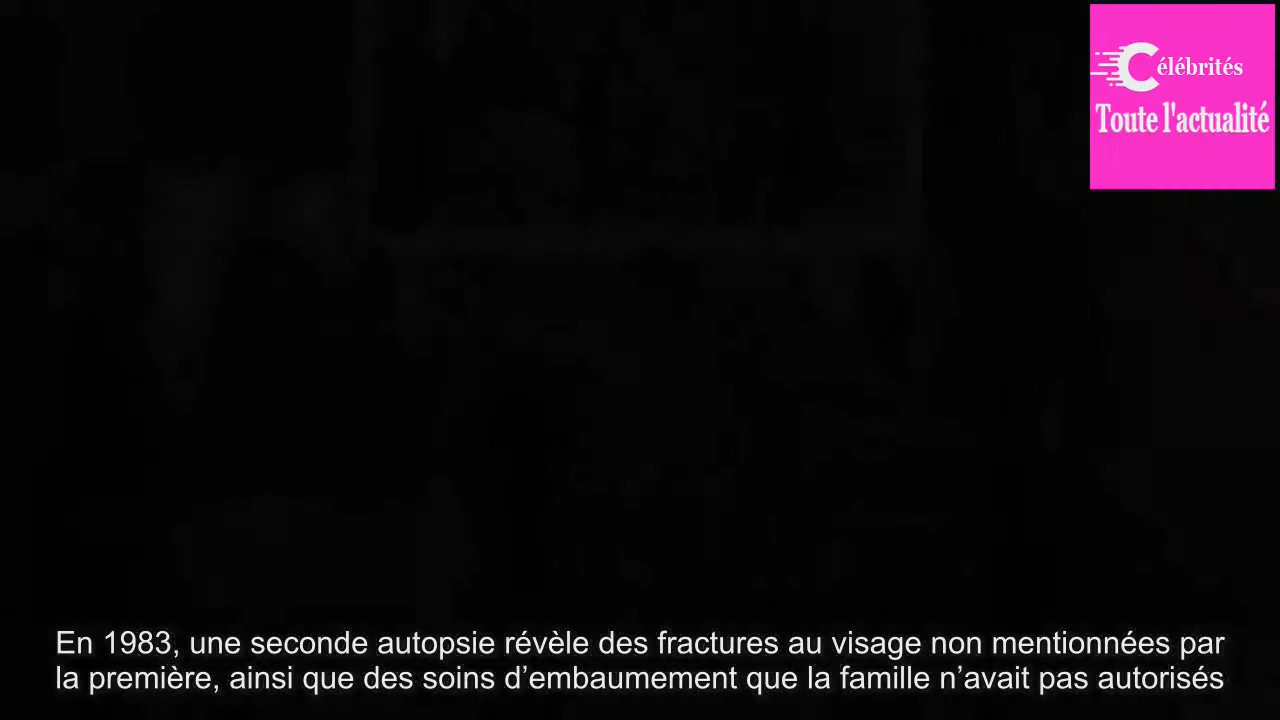 Célébrités
Toute l'actualité
En 1983, une seconde autopsie révèle des fractures au visage non mentionnées par
la première, ainsi que des soins d’embaumement que la famille n’avait pas autorisés